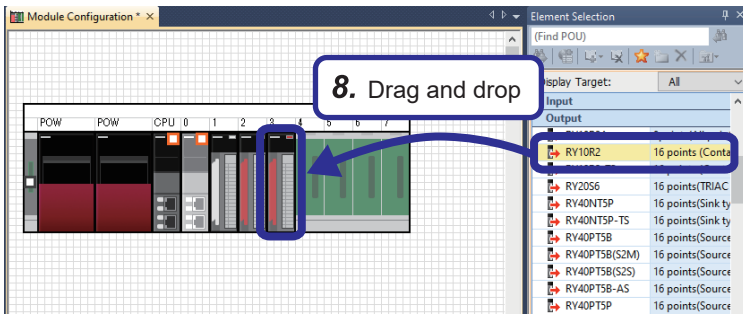 Module Configuration * ×
Element Selection
(Find POU)
8. Drag and drop
Display Target: All
Input
Output
POW POW CPU 0 1 2 3 4 5 6 7
RY10R2 16 points (Conta
RY20S6 16 points(TRIAC
RY40NT5P 16 points(Sink ty
RY40NT5P-TS 16 points(Sink ty
RY40PT5B 16 points(Source
RY40PT5B(S2M) 16 points(Source
RY40PT5B(S2S) 16 points(Source
RY40PT5B-AS 16 points(Source
RY40PT5P 16 points(Source